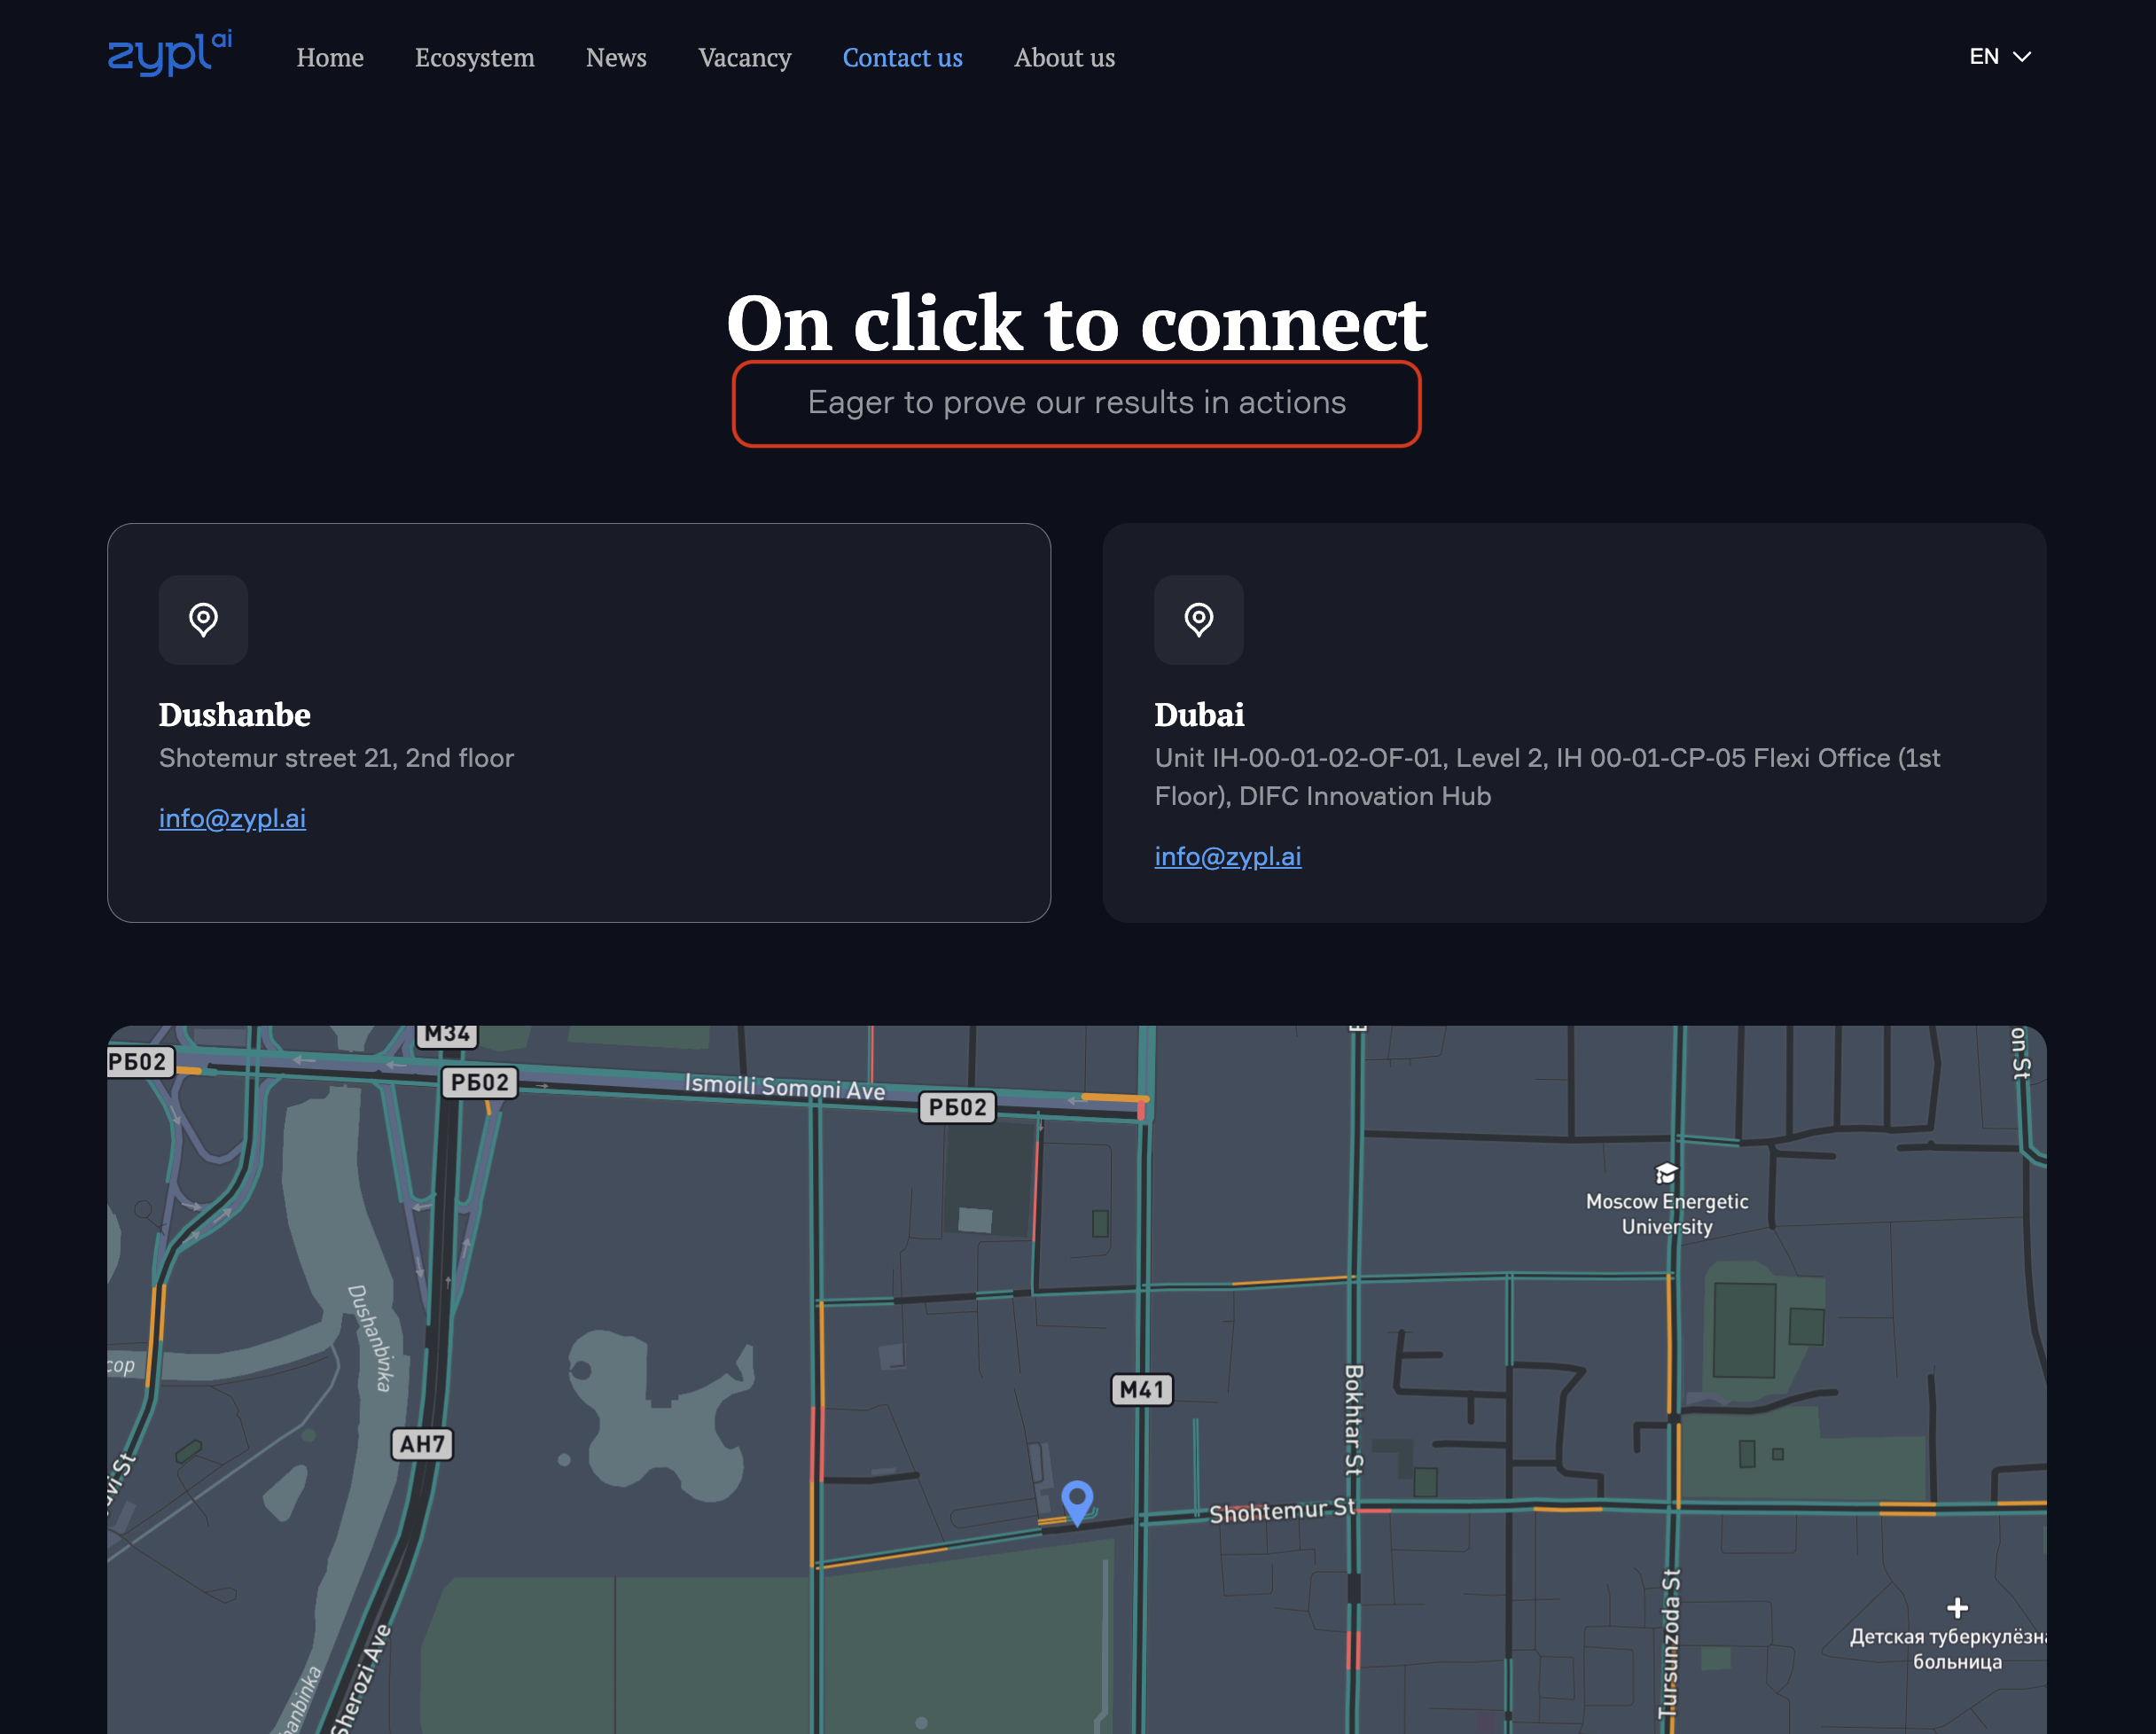 zypl ai
Home
Ecosystem
News
Vacancy
Contact us
About us
EN
On click to connect
Eager to prove our results in actions
Dushanbe
Shotemur street 21, 2nd floor
info@zypl.ai
Dubai
Unit IH-00-01-02-OF-01, Level 2, IH 00-01-CP-05 Flexi Office (1st
Floor), DIFC Innovation Hub
info@zypl.ai
M34
РБ02
РБ02
Ismoili Somoni Ave
РБ02
on St
Moscow Energetic
University
Dushanbinka
сор
M41
Bokhtar St
AH7
vi St
Shohtemur St
Tursunzoda St
Sherozi Ave
anbinka
Детская туберкулёзн
больница